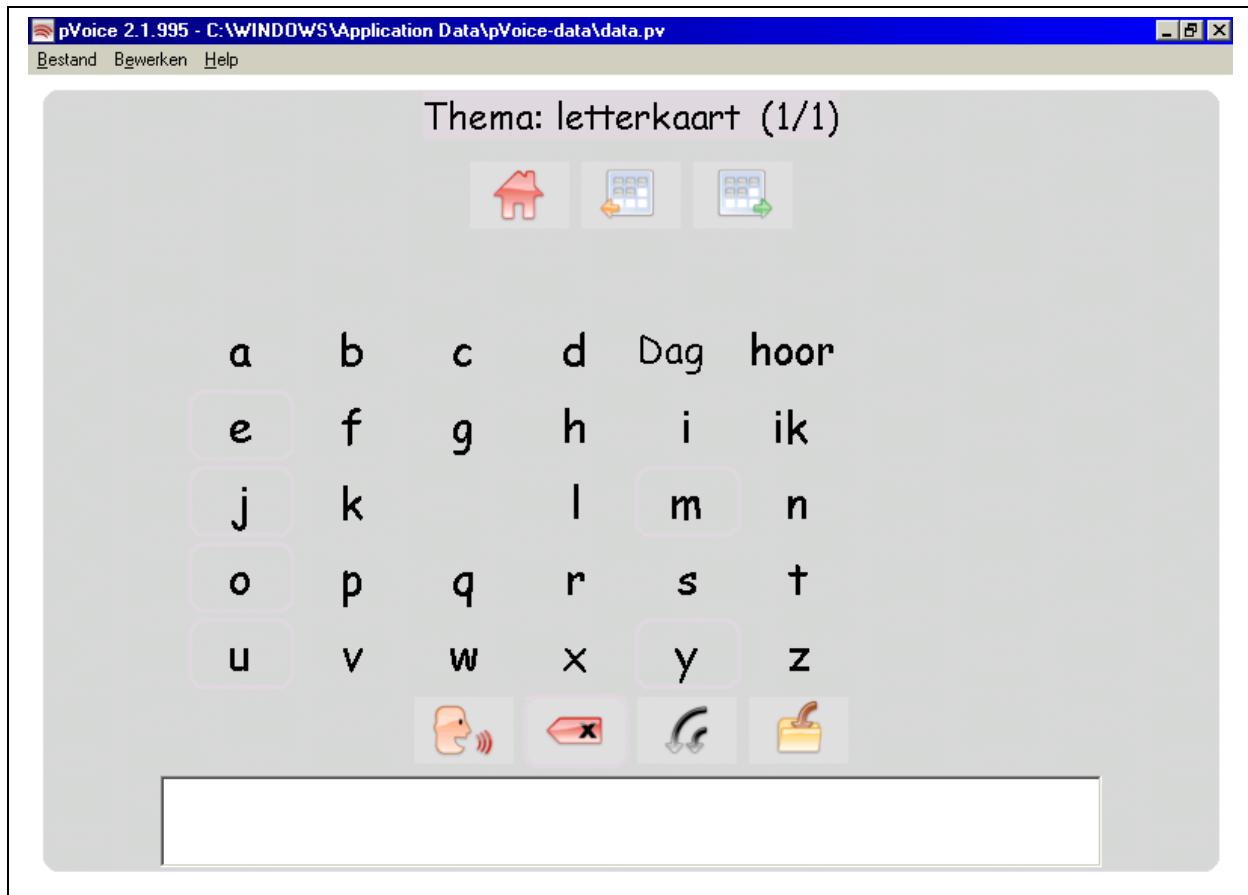 pVoice 2.1.995 - C:\WINDOWS\Application Data\pVoice-data\data.pv
Bestand Bewerken Help
Thema: letterkaart (1/1)
a b c d Dag hoor
e f g h i ik
j k l m n
o p q r s t
u v w x y z